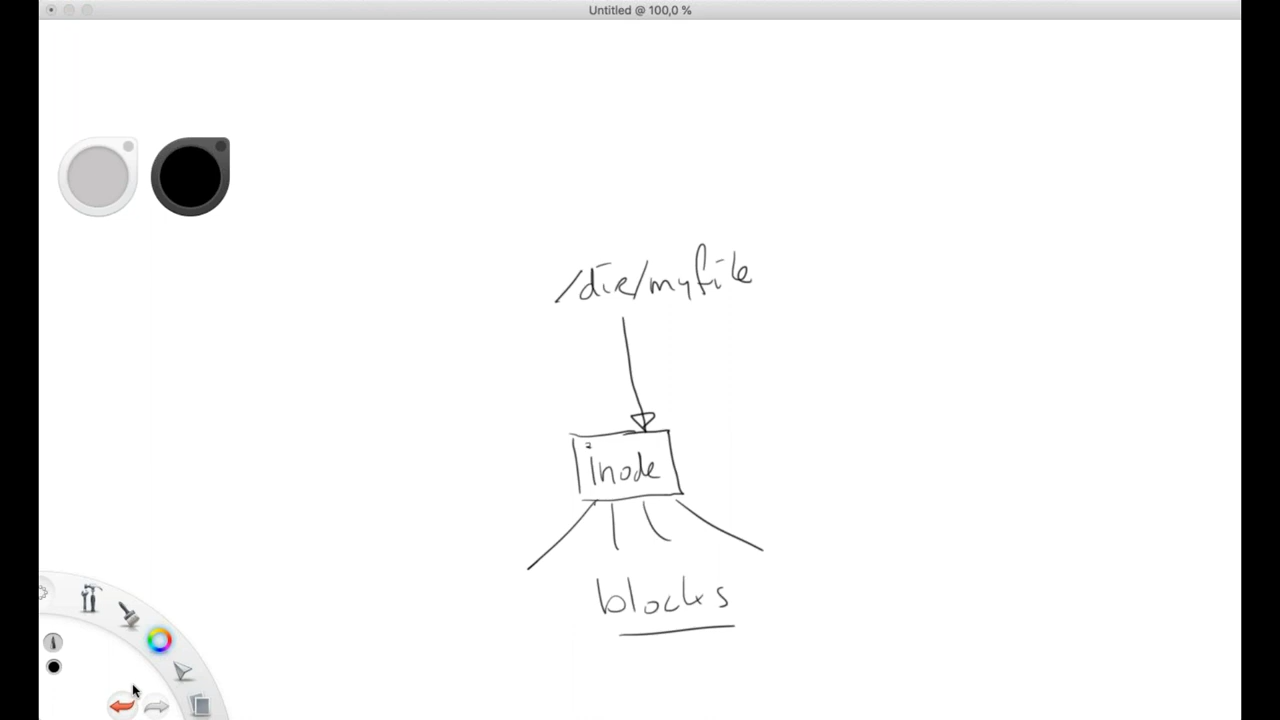 Untitled @ 100,0 %
/dir/myfile
inode
blocks